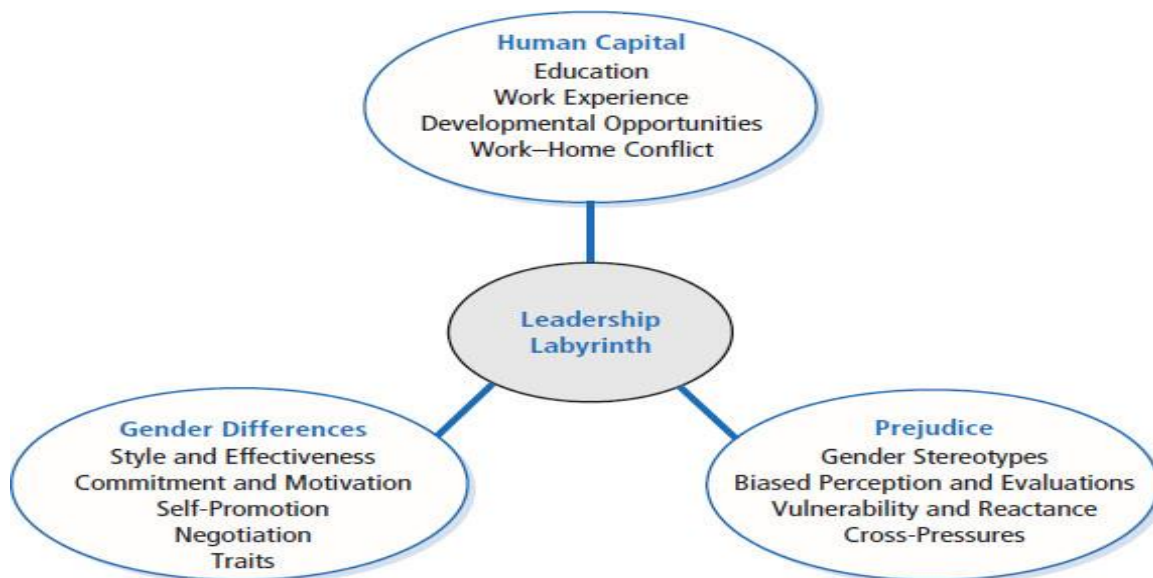 Human Capital
Education
Work Experience
Developmental Opportunities
Work–Home Conflict
Leadership
Labyrinth
Gender Differences
Style and Effectiveness
Commitment and Motivation
Self-Promotion
Negotiation
Traits
Prejudice
Gender Stereotypes
Biased Perception and Evaluations
Vulnerability and Reactance
Cross-Pressures